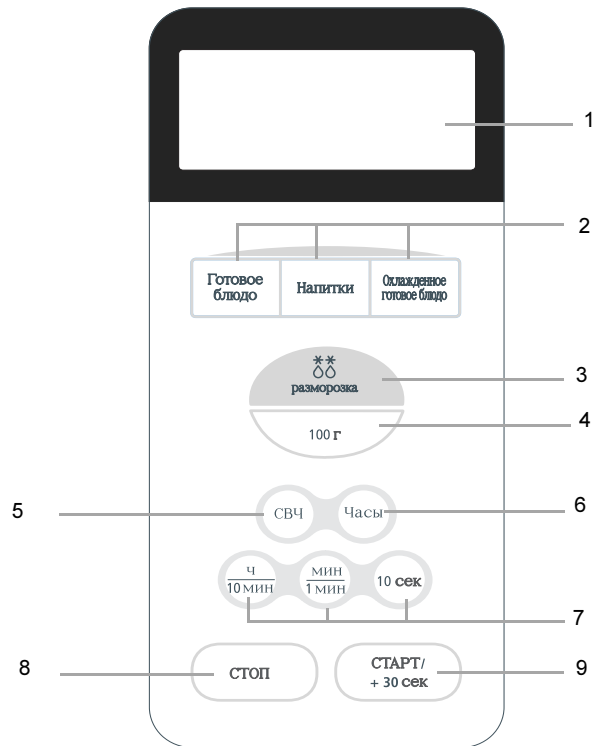 1
2
Готовое
блюдо
Напитки
Охлажденное
готовое блюдо
разморозка
3
100 г
4
5
СВЧ
Часы
6
ч
10 мин
мин
1 мин
10 сек
7
8
СТОП
СТАРТ/
+ 30 сек
9